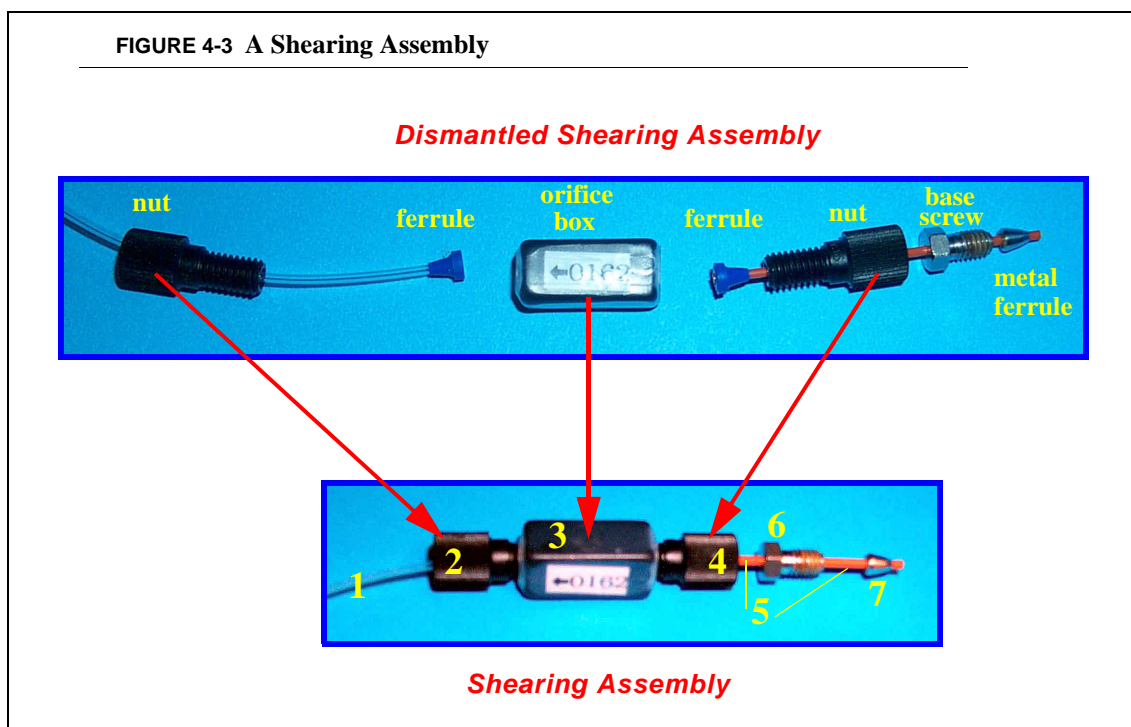 FIGURE 4-3 A Shearing Assembly
Dismantled Shearing Assembly
nut
ferrule
orifice
box
ferrule
nut
base
screw
metal
ferrule
←0162
1
2
3
4
5
6
7
←0162
Shearing Assembly